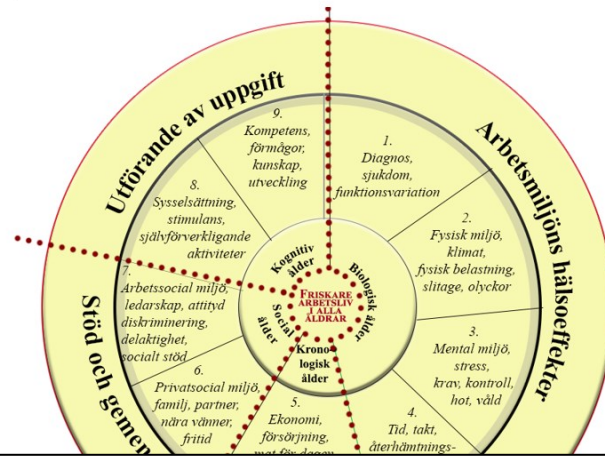 Utförande av uppgift
Arbetsmiljöns hälsoeffekter
Stöd och gemen
1.
Diagnos,
sjukdom,
funktionsvariation
2.
Fysisk miljö,
klimat,
fysisk belastning,
slitage, olyckor
3.
Mental miljö,
stress,
krav, kontroll,
hot, våld
4.
Tid, takt,
återhämtnings-
5.
Ekonomi,
försörjning,
mat för dagen
6.
Privatsocial miljö,
familj, partner,
nära vänner,
fritid
7.
Arbetssocial miljö,
ledarskap, attityd
diskriminering,
delaktighet,
socialt stöd
8.
Sysselsättning,
stimulans,
självförverkligande
aktiviteter
9.
Kompetens,
förmågor,
kunskap,
utveckling
Kognitiv
ålder
Biologisk ålder
Social
ålder
Krono-
logisk
ålder
FRISKARE
ARBETSLIV
I ALLA
ÅLDRAR